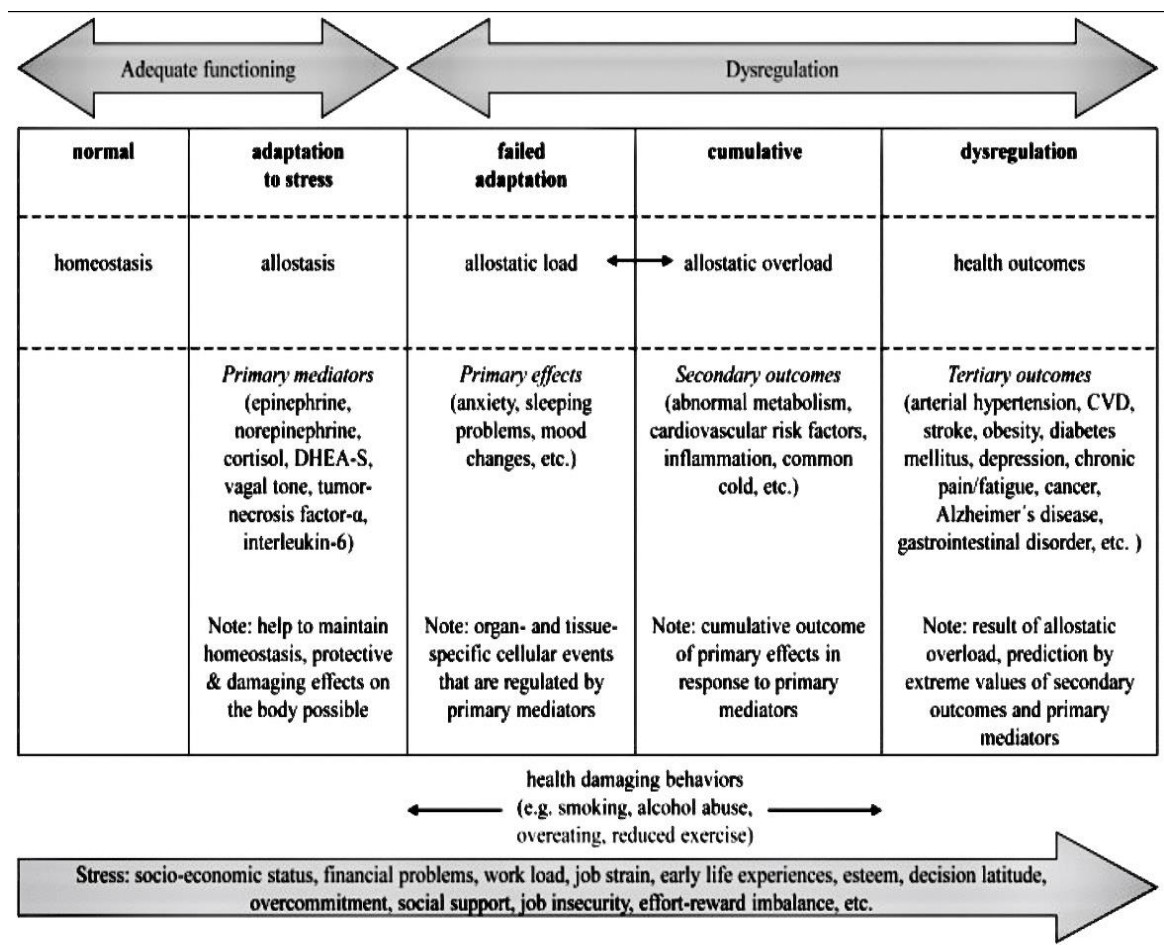 Adequate functioning
Dysregulation
normal
adaptation
to stress
failed
adaptation
cumulative
dysregulation
homeostasis
allostasis
allostatic load
allostatic overload
health outcomes
Primary mediators
(epinephrine,
norepinephrine,
cortisol, DHEA-S,
vagal tone, tumor-
necrosis factor-α,
interleukin-6)
Note: help to maintain
homeostasis, protective
& damaging effects on
the body possible
Primary effects
(anxiety, sleeping
problems, mood
changes, etc.)
Note: organ- and tissue-
specific cellular events
that are regulated by
primary mediators
Secondary outcomes
(abnormal metabolism,
cardiovascular risk factors,
inflammation, common
cold, etc.)
Note: cumulative outcome
of primary effects in
response to primary
mediators
Tertiary outcomes
(arterial hypertension, CVD,
stroke, obesity, diabetes
mellitus, depression, chronic
pain/fatigue, cancer,
Alzheimer´s disease,
gastrointestinal disorder, etc. )
Note: result of allostatic
overload, prediction by
extreme values of secondary
outcomes and primary
mediators
health damaging behaviors
(e.g. smoking, alcohol abuse,
overeating, reduced exercise)
Stress: socio-economic status, financial problems, work load, job strain, early life experiences, esteem, decision latitude,
overcommitment, social support, job insecurity, effort-reward imbalance, etc.